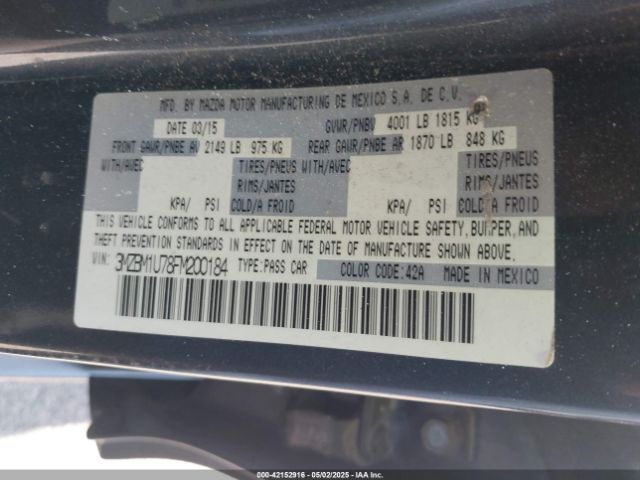 MFD. BY MAZDA MOTOR MANUFACTURING DE MEXICO S.A. DE C.V.
DATE 03/15 GVWR/PNBV 4001 LB 1815 KG
FRONT GAWR/PNBE AV 2149 LB 975 KG REAR GAWR/PNBE AR 1870 LB 848 KG
WITH/AVEC TIRES/PNEUS WITH/AVEC TIRES/PNEUS
RIMS/JANTES RIMS/JANTES
KPA/ PSI COLD/A FROID KPA/ PSI COLD/A FROID
THIS VEHICLE CONFORMS TO ALL APPLICABLE FEDERAL MOTOR VEHICLE SAFETY, BUMPER, AND
THEFT PREVENTION STANDARDS IN EFFECT ON THE DATE OF MANUFACTURE SHOWN ABOVE.
VIN: 3MZBM1U78FM200184 TYPE:PASS CAR COLOR CODE:42A MADE IN MEXICO
000-42152916 - 05/02/2025 - IAAI Inc.